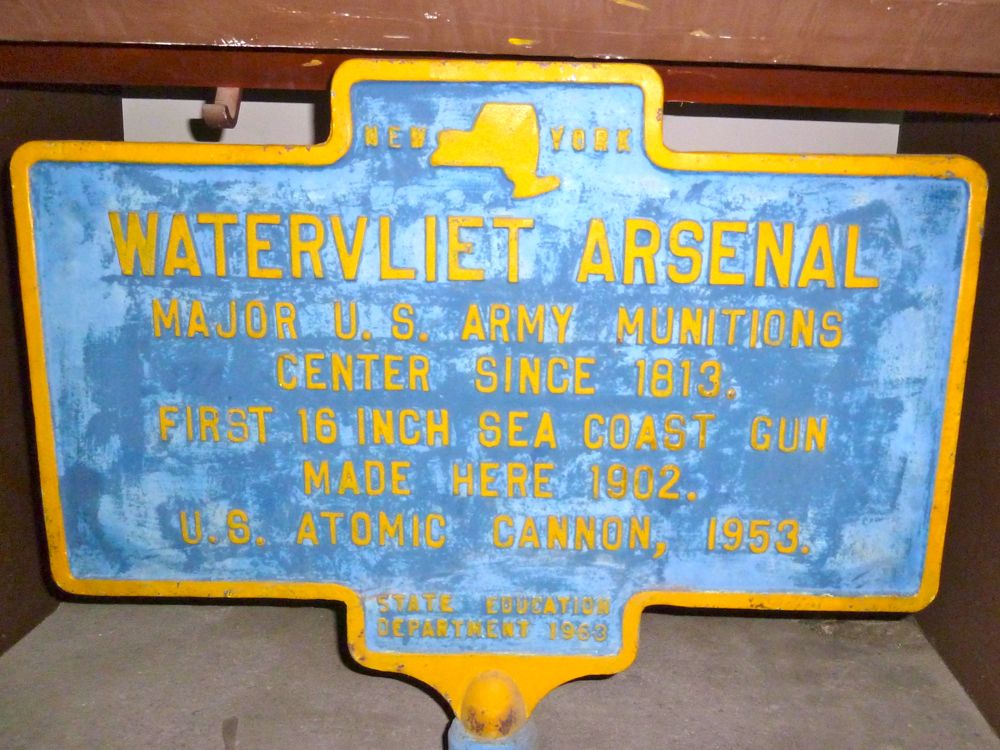 NEW YORK
WATERVLIET ARSENAL
MAJOR U. S. ARMY MUNITIONS
CENTER SINCE 1813.
FIRST 16 INCH SEA COAST GUN
MADE HERE 1902.
U. S. ATOMIC CANNON, 1953.
STATE EDUCATION
DEPARTMENT 1963